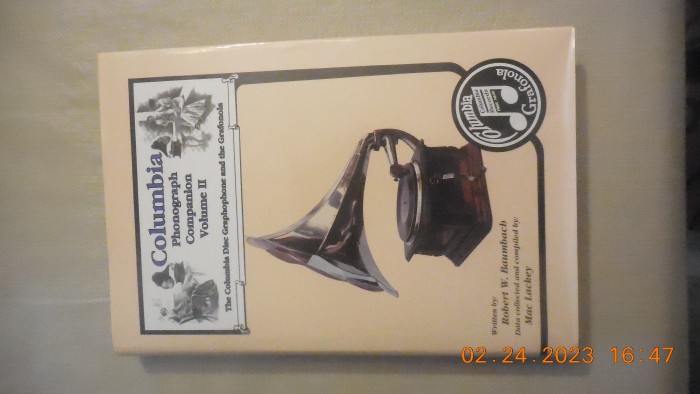 Columbia
Phonograph
Companion
Volume II
The Columbia Disc Graphophone and the Grafonola
Columbia
Grafonola
Written by:
Robert W. Baumbach
Data collected and compiled by:
Mac Lackey
02.24.2023 16:47